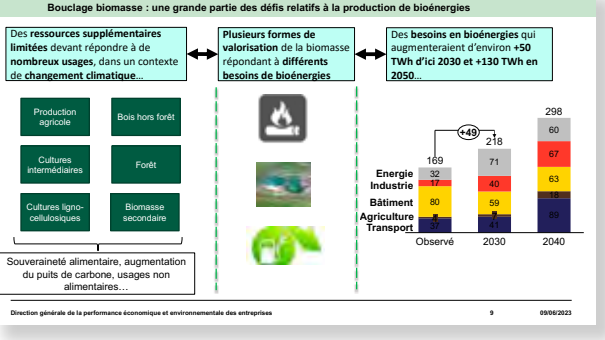 Bouclage biomasse : une grande partie des défis relatifs à la production de bioénergies
Des ressources supplémentaires
limitées devant répondre à de
nombreux usages, dans un contexte
de changement climatique…
Plusieurs formes de
valorisation de la biomasse
répondant à différents
besoins de bioénergies
Des besoins en bioénergies qui
augmenteraient d'environ +50
TWh d'ici 2030 et +130 TWh en
2050…
Production
agricole
Bois hors forêt
Cultures
intermédiaires
Forêt
Cultures ligno-
cellulosiques
Biomasse
secondaire
Souveraineté alimentaire, augmentation
du puits de carbone, usages non
alimentaires…
298
+49
218
169
60
67
63
18
89
71
40
59
7
41
32
17
80
37
Energie
Industrie
Bâtiment
Agriculture
Transport
Observé 2030 2040
Direction générale de la performance économique et environnementale des entreprises 9 09/06/2023